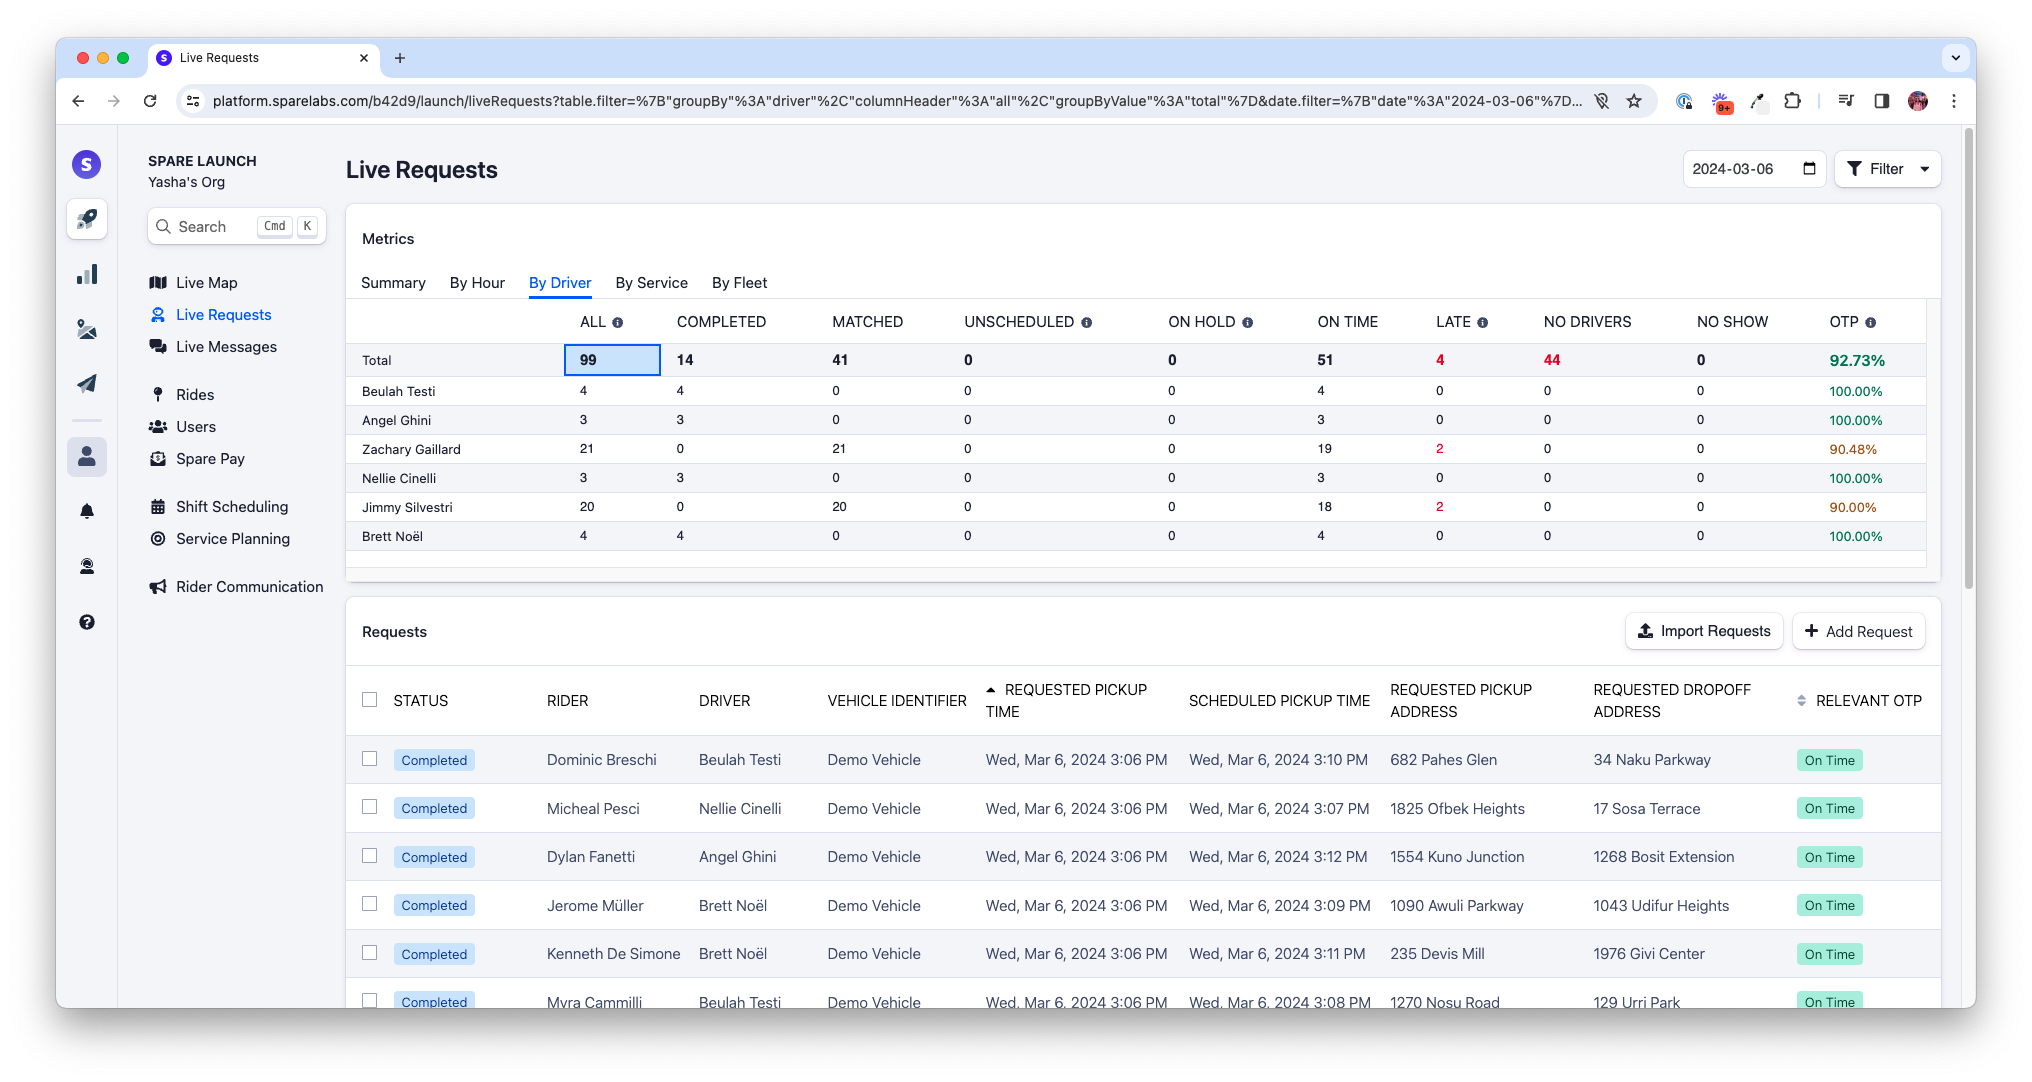 Live Requests
platform.sparelabs.com/b42d9/launch/liveRequests?table.filter=%7B"groupBy"%3A"driver"%2C"columnHeader"%3A"all"%2C"groupByValue"%3A"total"%7D&date.filter=%7B"date"%3A"2024-03-06"%7D...
9+
S
SPARE LAUNCH
Yasha's Org
Search Cmd K
Live Map
Live Requests
Live Messages
Rides
Users
Spare Pay
Shift Scheduling
Service Planning
Rider Communication
Live Requests
2024-03-06
Filter
Metrics
Summary By Hour By Driver By Service By Fleet
ALL COMPLETED MATCHED UNSCHEDULED ON HOLD ON TIME LATE NO DRIVERS NO SHOW OTP
Total 99 14 41 0 0 51 4 44 0 92.73%
Beulah Testi 4 4 0 0 0 4 0 0 0 100.00%
Angel Ghini 3 3 0 0 0 3 0 0 0 100.00%
Zachary Gaillard 21 0 21 0 0 19 2 0 0 90.48%
Nellie Cinelli 3 3 0 0 0 3 0 0 0 100.00%
Jimmy Silvestri 20 0 20 0 0 18 2 0 0 90.00%
Brett Noël 4 4 0 0 0 4 0 0 0 100.00%
Requests
Import Requests
Add Request
STATUS RIDER DRIVER VEHICLE IDENTIFIER REQUESTED PICKUP TIME SCHEDULED PICKUP TIME REQUESTED PICKUP ADDRESS REQUESTED DROPOFF ADDRESS RELEVANT OTP
Completed Dominic Breschi Beulah Testi Demo Vehicle Wed, Mar 6, 2024 3:06 PM Wed, Mar 6, 2024 3:10 PM 682 Pahes Glen 34 Naku Parkway On Time
Completed Micheal Pesci Nellie Cinelli Demo Vehicle Wed, Mar 6, 2024 3:06 PM Wed, Mar 6, 2024 3:07 PM 1825 Ofbek Heights 17 Sosa Terrace On Time
Completed Dylan Fanetti Angel Ghini Demo Vehicle Wed, Mar 6, 2024 3:06 PM Wed, Mar 6, 2024 3:12 PM 1554 Kuno Junction 1268 Bosit Extension On Time
Completed Jerome Müller Brett Noël Demo Vehicle Wed, Mar 6, 2024 3:06 PM Wed, Mar 6, 2024 3:09 PM 1090 Awuli Parkway 1043 Udifur Heights On Time
Completed Kenneth De Simone Brett Noël Demo Vehicle Wed, Mar 6, 2024 3:06 PM Wed, Mar 6, 2024 3:11 PM 235 Devis Mill 1976 Givi Center On Time
Completed Myra Cammilli Beulah Testi Demo Vehicle Wed, Mar 6, 2024 3:06 PM Wed, Mar 6, 2024 3:08 PM 1270 Nosu Road 129 Urri Park On Time